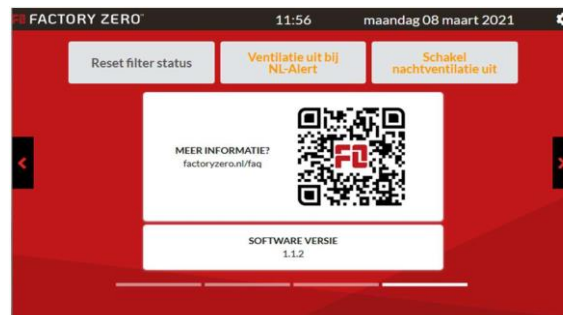 FACTORY ZERO
11:56
maandag 08 maart 2021
Reset filter status
Ventilatie uit bij
NL-Alert
Schakel
nachtventilatie uit
MEER INFORMATIE?
factoryzero.nl/faq
SOFTWARE VERSIE
1.1.2